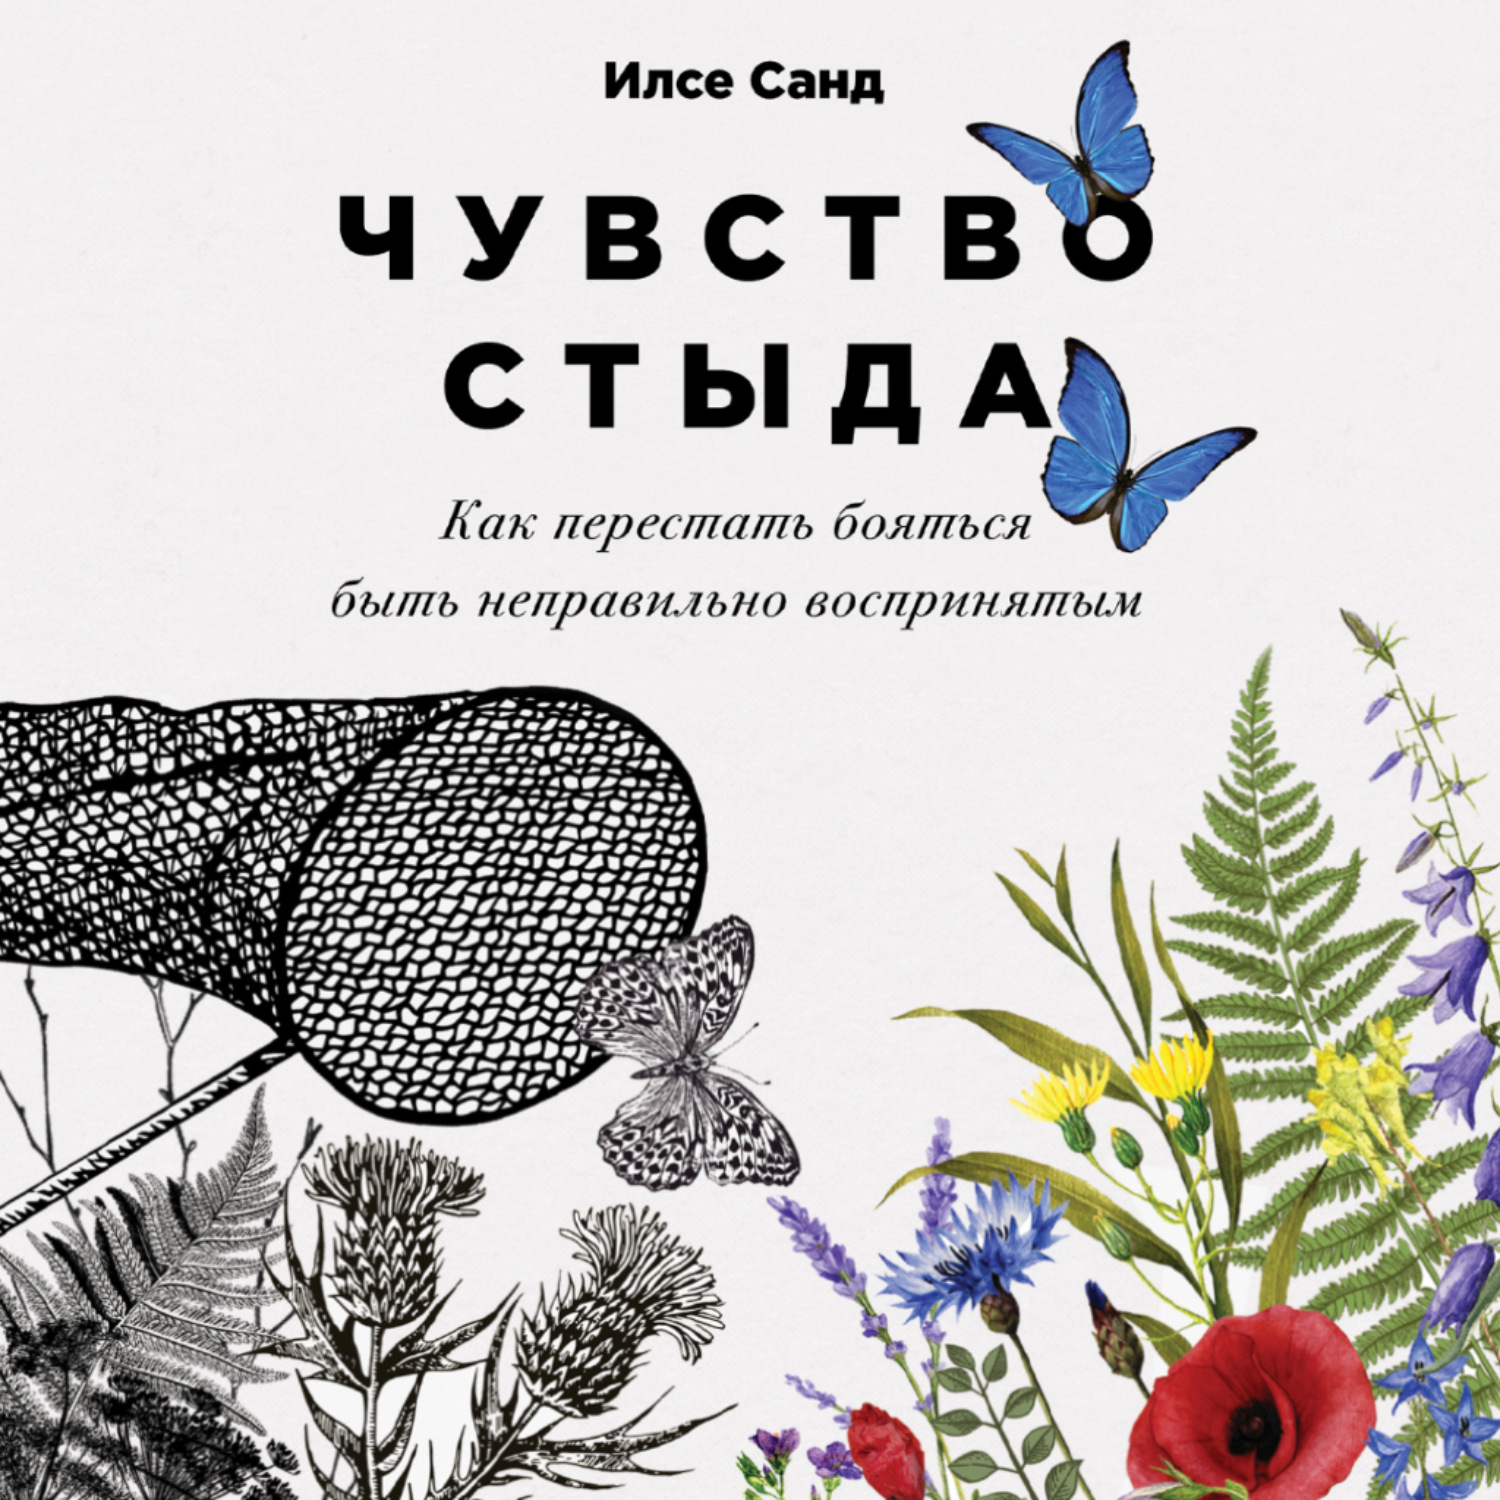 Илсе Санд
ЧУВСТВО
СТЫДА
Как перестать бояться
быть неправильно воспринятым